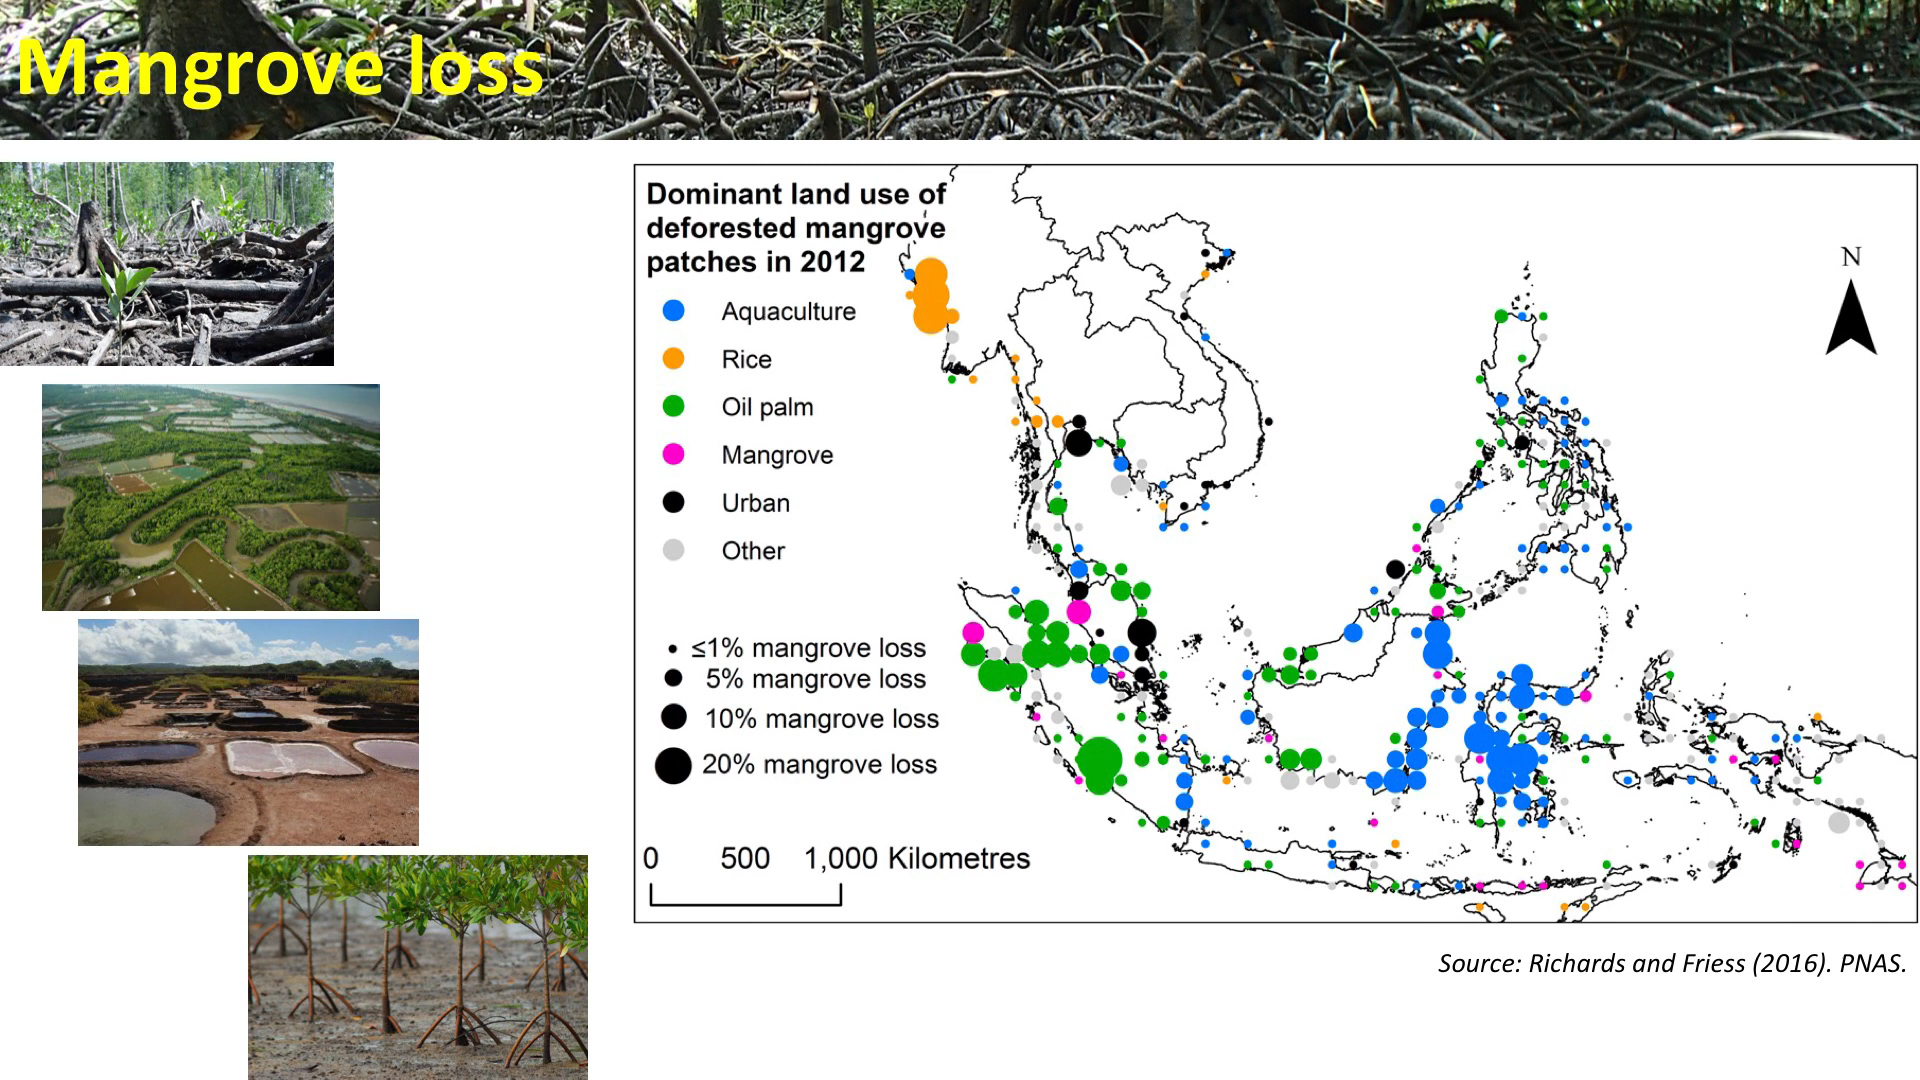 Mangrove loss
Dominant land use of
deforested mangrove
patches in 2012
Aquaculture
Rice
Oil palm
Mangrove
Urban
Other
≤1% mangrove loss
5% mangrove loss
10% mangrove loss
20% mangrove loss
0 500 1,000 Kilometres
N
Source: Richards and Friess (2016). PNAS.